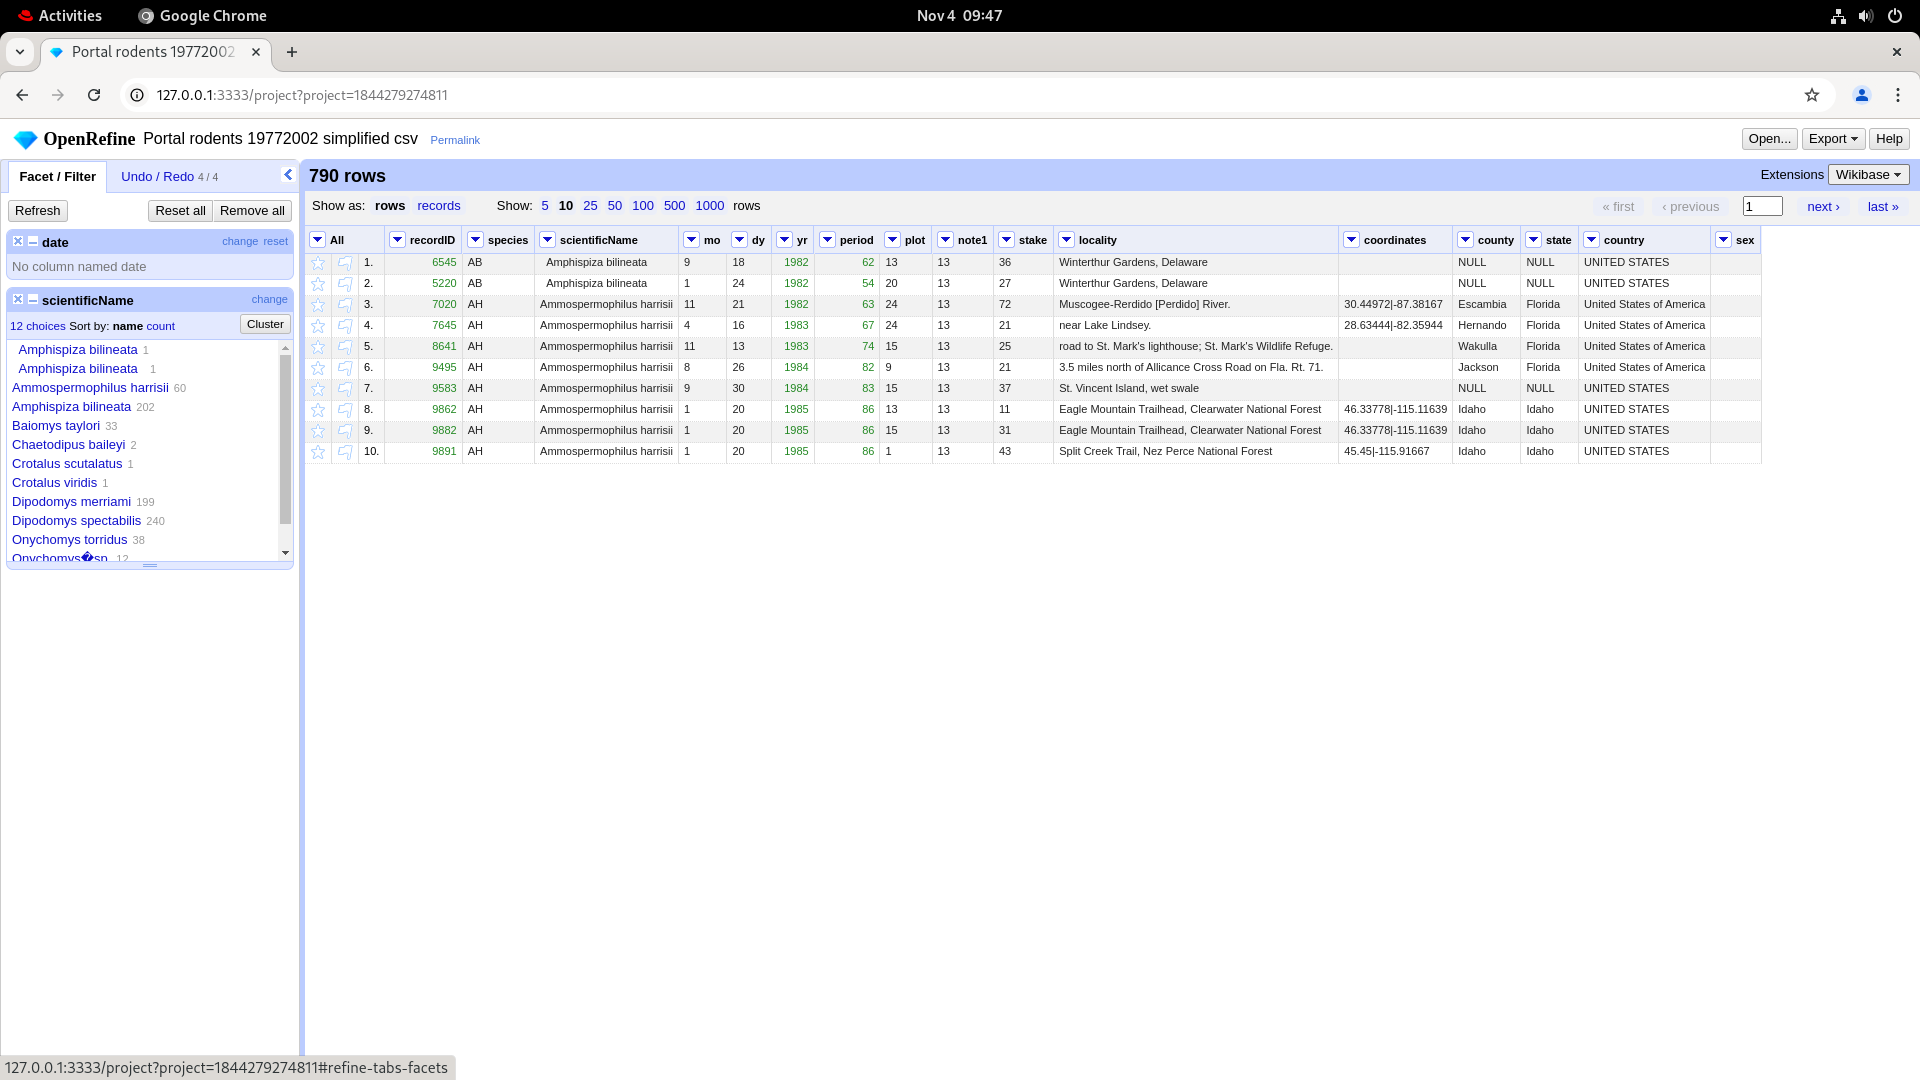 Activities
Google Chrome
Nov 4 09:47
Portal rodents 19772002
127.0.0.1:3333/project?project=1844279274811
OpenRefine Portal rodents 19772002 simplified csv Permalink
Open... Export Help
Facet / Filter Undo / Redo 4 / 4
790 rows
Extensions Wikibase
Refresh Reset all Remove all
Show as: rows records Show: 5 10 25 50 100 500 1000 rows
« first ‹ previous 1 next › last »
date change reset
No column named date
scientificName change
12 choices Sort by: name count Cluster
Amphispiza bilineata 1
Amphispiza bilineata 1
Ammospermophilus harrisii 60
Amphispiza bilineata 202
Baiomys taylori 33
Chaetodipus baileyi 2
Crotalus scutalatus 1
Crotalus viridis 1
Dipodomys merriami 199
Dipodomys spectabilis 240
Onychomys torridus 38
Onychomys�sp. 12
All recordID species scientificName mo dy yr period plot note1 stake locality coordinates county state country sex
1. 6545 AB Amphispiza bilineata 9 18 1982 62 13 13 36 Winterthur Gardens, Delaware NULL NULL UNITED STATES
2. 5220 AB Amphispiza bilineata 1 24 1982 54 20 13 27 Winterthur Gardens, Delaware NULL NULL UNITED STATES
3. 7020 AH Ammospermophilus harrisii 11 21 1982 63 24 13 72 Muscogee-Rerdido [Perdido] River. 30.44972|-87.38167 Escambia Florida United States of America
4. 7645 AH Ammospermophilus harrisii 4 16 1983 67 24 13 21 near Lake Lindsey. 28.63444|-82.35944 Hernando Florida United States of America
5. 8641 AH Ammospermophilus harrisii 11 13 1983 74 15 13 25 road to St. Mark's lighthouse; St. Mark's Wildlife Refuge. Wakulla Florida United States of America
6. 9495 AH Ammospermophilus harrisii 8 26 1984 82 9 13 21 3.5 miles north of Allicance Cross Road on Fla. Rt. 71. Jackson Florida United States of America
7. 9583 AH Ammospermophilus harrisii 9 30 1984 83 15 13 37 St. Vincent Island, wet swale NULL NULL UNITED STATES
8. 9862 AH Ammospermophilus harrisii 1 20 1985 86 13 13 11 Eagle Mountain Trailhead, Clearwater National Forest 46.33778|-115.11639 Idaho Idaho UNITED STATES
9. 9882 AH Ammospermophilus harrisii 1 20 1985 86 15 13 31 Eagle Mountain Trailhead, Clearwater National Forest 46.33778|-115.11639 Idaho Idaho UNITED STATES
10. 9891 AH Ammospermophilus harrisii 1 20 1985 86 1 13 43 Split Creek Trail, Nez Perce National Forest 45.45|-115.91667 Idaho Idaho UNITED STATES
127.0.0.1:3333/project?project=1844279274811#refine-tabs-facets